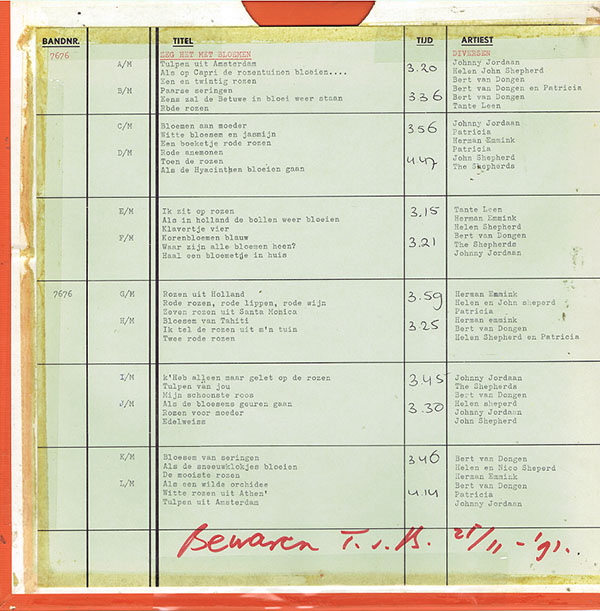 BANDNR. TITEL TIJD ARTIEST
7676 ZEG HET MET BLOEMEN DIVERSEN
A/M Tulpen uit Amsterdam 3.20 Johnny Jordaan
Als op Capri de rozentuinen bloeien.... Helen John Shepherd
Een en twintig rozen Bert van Dongen
B/M Paarse seringen 3.36 Bert van Dongen en Patricia
Eens zal de Betuwe in bloei weer staan Bert van Dongen
Rode rozen Tante Leen
C/M Bloemen aan moeder 3.56 Johnny Jordaan
Witte bloesem en jasmijn Patricia
Een boeketje rode rozen Herman Emmink
D/M Rode anemonen 4.47 Patricia
Toen de rozen John Shepherd
Als de Hyacinthen bloeien gaan The Shepherds
E/M Ik zit op rozen 3.15 Tante Leen
Als in holland de bollen weer bloeien Herman Emmink
Klavertje vier Helen Shepherd
F/M Korenbloemen blauw 3.21 Bert van Dongen
Waar zijn alle bloemen heen? The Shepherds
Haal een bloemetje in huis Johnny Jordaan
7676 G/M Rozen uit Holland 3.59 Herman Emmink
Rode rozen, rode lippen, rode wijn Helen en John sheperd
Zeven rozen uit Santa Monica Patricia
H/M Bloesem van Tahiti 3.25 Herman emmink
Ik tel de rozen uit m'n tuin Bert van Dongen
Twee rode rozen Helen Shepherd en Patricia
I/M k'Heb alleen maar gelet op de rozen 3.45 Johnny Jordaan
Tulpen van jou The Shepherds
Mijn schoonste roos Bert van Dongen
J/M Als de bloesems geuren gaan 3.30 Helen sheperd
Rozen voor moeder Johnny Jordaan
Edelweiss John Shepherd
K/M Bloesem van seringen 3.46 Bert van Dongen
Als de sneeuwklokjes bloeien Helen en Nico Sheperd
De mooiste rozen Herman Emmink
L/M Als een wilde orchidee 4.14 Bert van Dongen
Witte rozen uit Athen' Patricia
Tulpen uit Amsterdam Johnny Jordaan
Bewaren T.v.B. 25/11-'91.